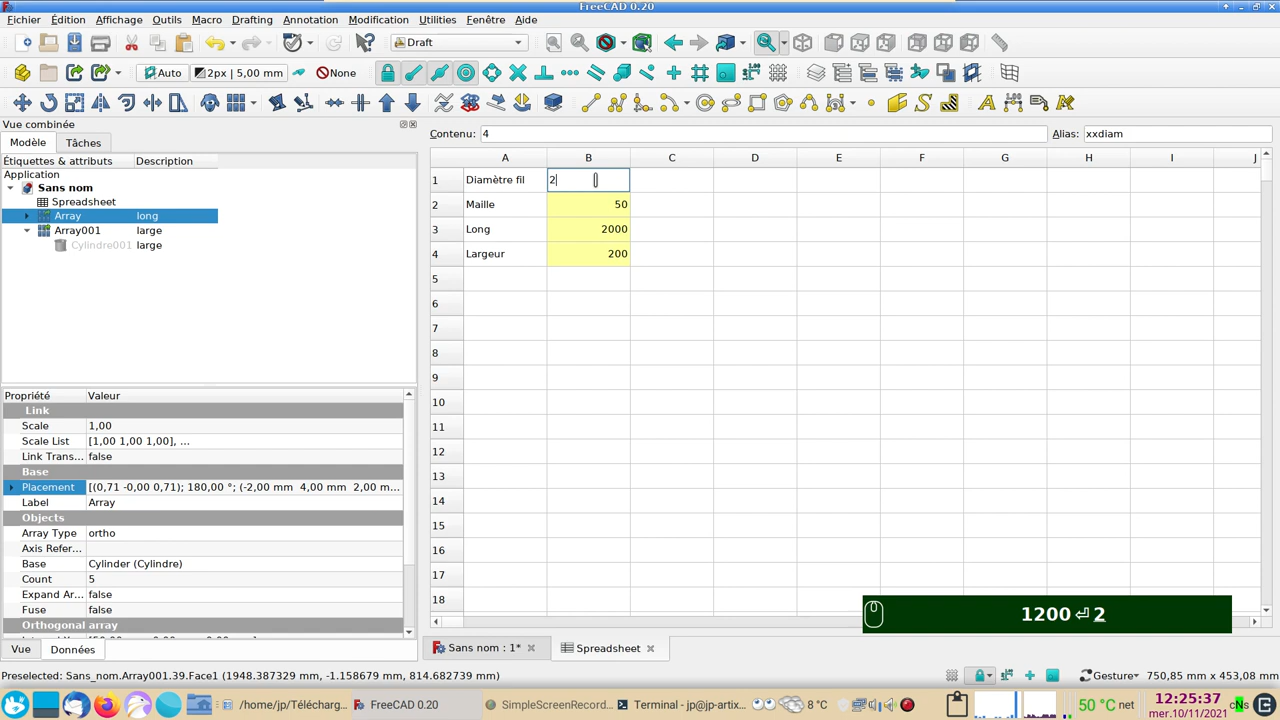 FreeCAD 0.20
Fichier Édition Affichage Outils Macro Drafting Annotation Modification Utilities Fenêtre Aide
Draft
Auto 2px | 5,00 mm None
Vue combinée
Modèle Tâches
Étiquettes & attributs Description
Application
Sans nom
Spreadsheet
Array long
Array001 large
Cylindre001 large
Propriété Valeur
Link
Scale 1,00
Scale List [1,00 1,00 1,00], ...
Link Trans... false
Base
Placement [(0,71 -0,00 0,71); 180,00 °; (-2,00 mm 4,00 mm 2,00 m...
Label Array
Objects
Array Type ortho
Axis Refer...
Base Cylinder (Cylindre)
Count 5
Expand Ar... false
Fuse false
Orthogonal array
Vue Données
Contenu: 4 Alias: xxdiam
A B C D E F G H I J
1 Diamètre fil 2
2 Maille 50
3 Long 2000
4 Largeur 200
5
6
7
8
9
10
11
12
13
14
15
16
17
18
1200 ⏎ 2
Sans nom : 1* Spreadsheet
Preselected: Sans_nom.Array001.39.Face1 (1948,887329 mm, -1.158679 mm, 814.682739 mm) Gesture 750,85 mm x 453,08 mm
/home/jp/Télécharg... FreeCAD 0.20 SimpleScreenRecord... Terminal - jp@jp-artix... 8 °C 50 °C net 12:25:37
mer.10/11/2021
cNs